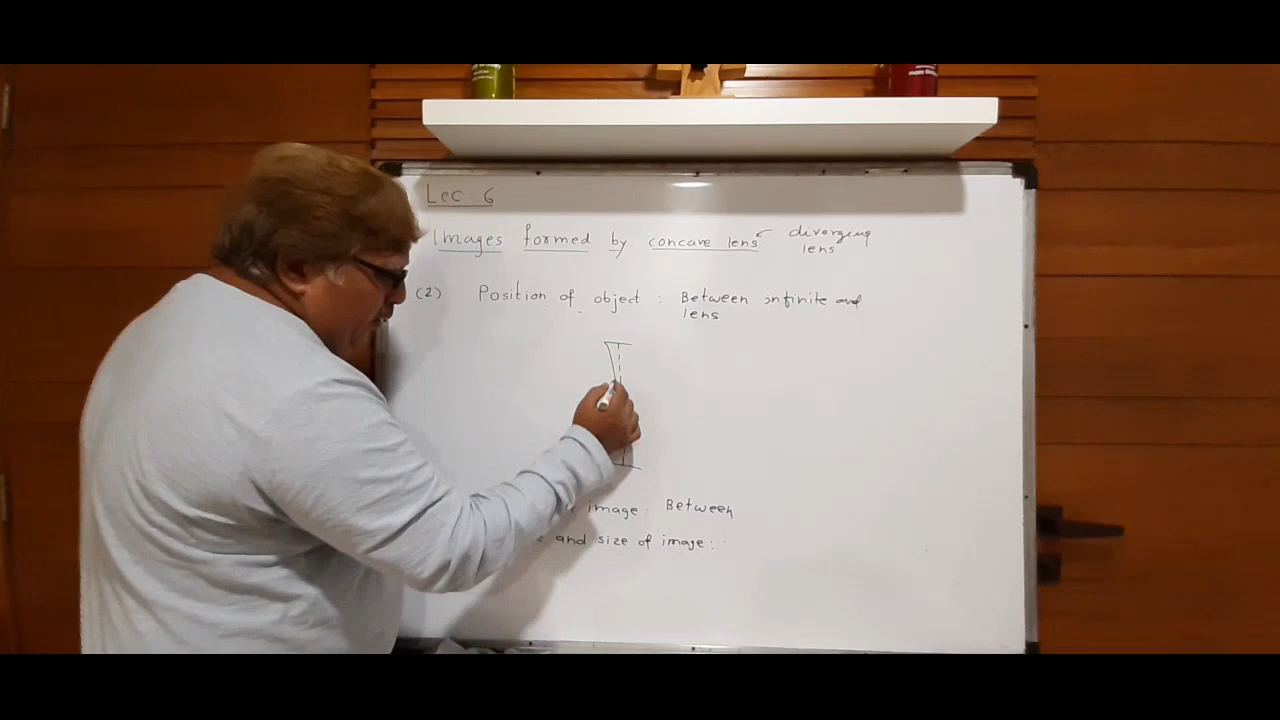 Lec 6
Images formed by concave lens diverging
lens
(2) Position of object : Between infinite and
lens
image : Between
and size of image :